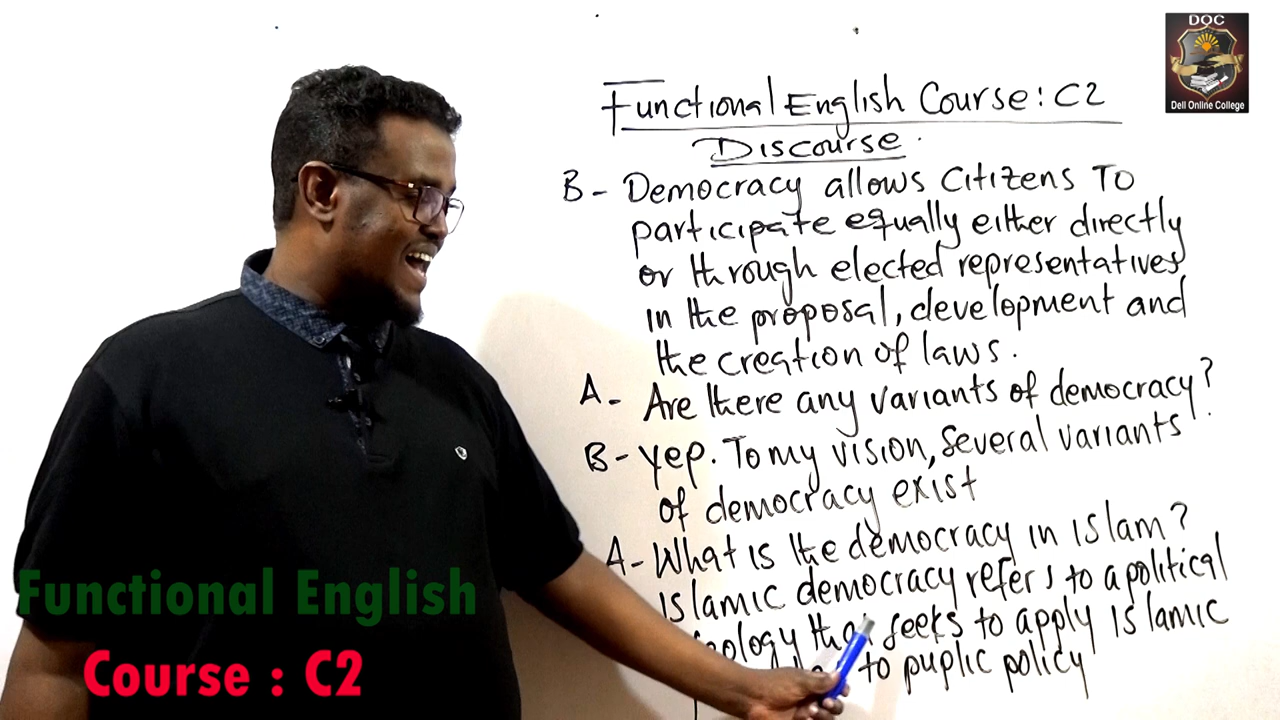 DOC
Dell Online College
Functional English Course: C2
Discourse.
B- Democracy allows Citizens To
participate equally either directly
or through elected representatives
in the proposal, development and
the creation of laws.
A- Are there any variants of democracy?
B- Yep. To my vision, several variants
of democracy exist
A- What is the democracy in islam?
Islamic democracy refers to a political
seeks to apply islamic
to puplic policy
Functional English
Course : C2